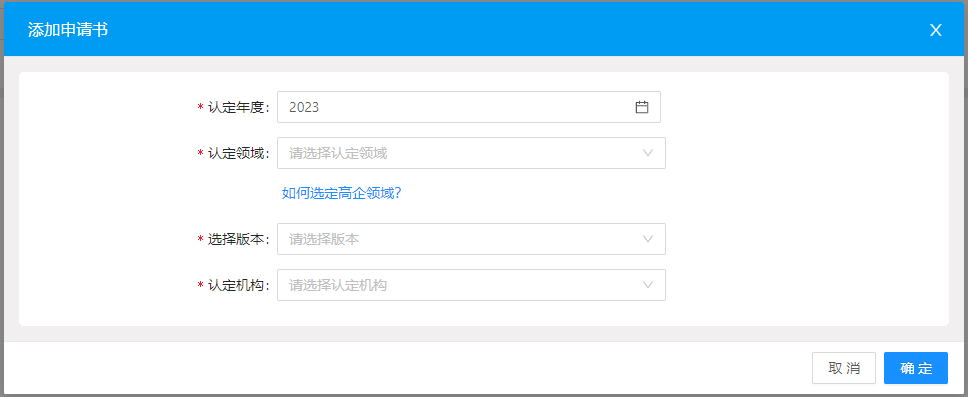 添加申请书
X
* 认定年度: 2023
* 认定领域: 请选择认定领域
如何选定高企领域?
* 选择版本: 请选择版本
* 认定机构: 请选择认定机构
取 消 确 定